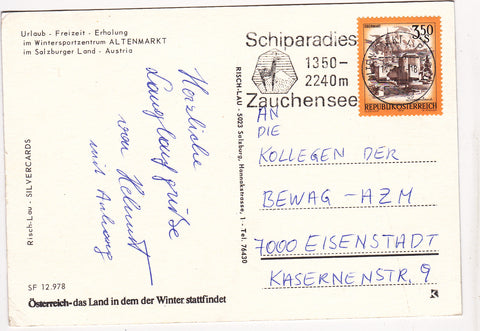 Urlaub - Freizeit - Erholung
im Wintersportzentrum ALTENMARKT
im Salzburger Land - Austria
Herzliche
Langlaufgrüße
von Helmut
mit Anhang
Risch-Lau - SILVERCARDS
SF 12.978
Österreich - das Land in dem der Winter stattfindet
RISCH-LAU - 5023 Salzburg, Hannakstrasse, 1 - Tel. 76430
Schiparadies
1350-
2240m
Zauchensee
3.50
S
REPUBLIK ÖSTERREICH
AN
DIE
KOLLEGEN DER
BEWAG - HZM
7000 EISENSTADT
KASERNENSTR. 9